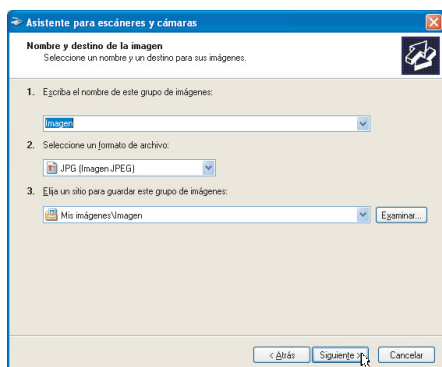 Asistente para escáneres y cámaras
Nombre y destino de la imagen
Seleccione un nombre y un destino para sus imágenes.
1. Escriba el nombre de este grupo de imágenes:
Imagen
2. Seleccione un formato de archivo:
JPG (Imagen JPEG)
3. Elija un sitio para guardar este grupo de imágenes:
Mis imágenes\Imagen Examinar...
< Atrás Siguiente > Cancelar